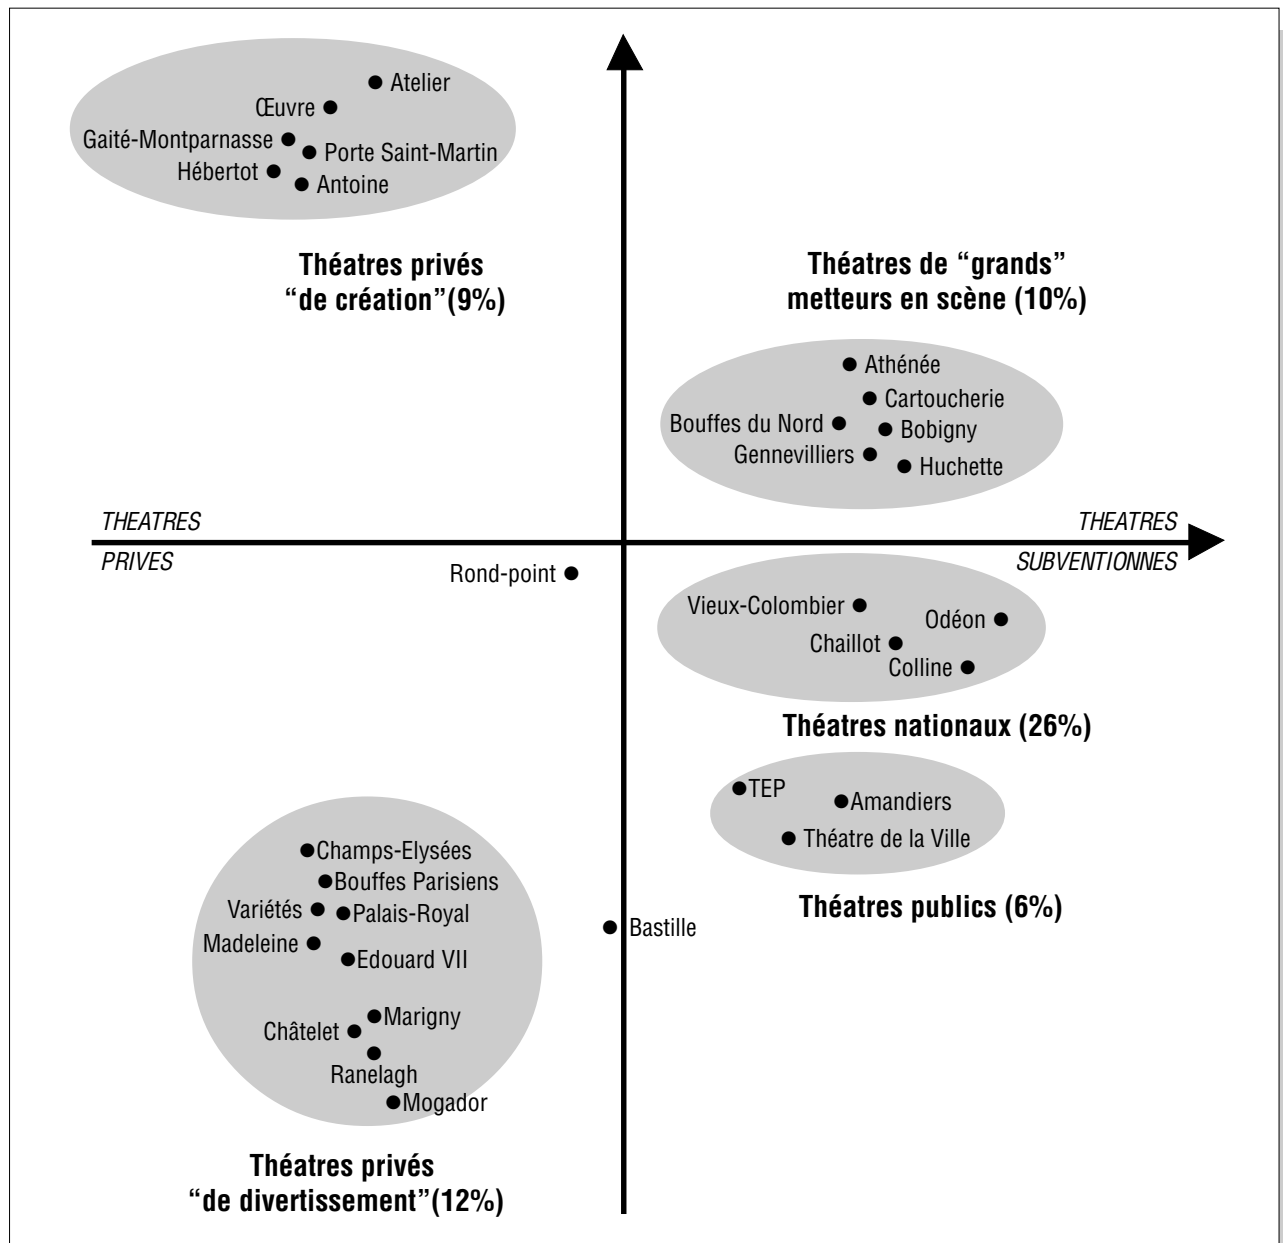 Atelier
Œuvre
Gaité-Montparnasse
Porte Saint-Martin
Hébertot
Antoine
Théatres privés
“de création”(9%)
Théatres de “grands”
metteurs en scène (10%)
Athénée
Cartoucherie
Bouffes du Nord
Bobigny
Gennevilliers
Huchette
THEATRES
PRIVES
THEATRES
SUBVENTIONNES
Rond-point
Vieux-Colombier
Odéon
Chaillot
Colline
Théatres nationaux (26%)
TEP
Amandiers
Théatre de la Ville
Théatres publics (6%)
Champs-Elysées
Bouffes Parisiens
Variétés
Palais-Royal
Madeleine
Edouard VII
Bastille
Marigny
Châtelet
Ranelagh
Mogador
Théatres privés
“de divertissement”(12%)